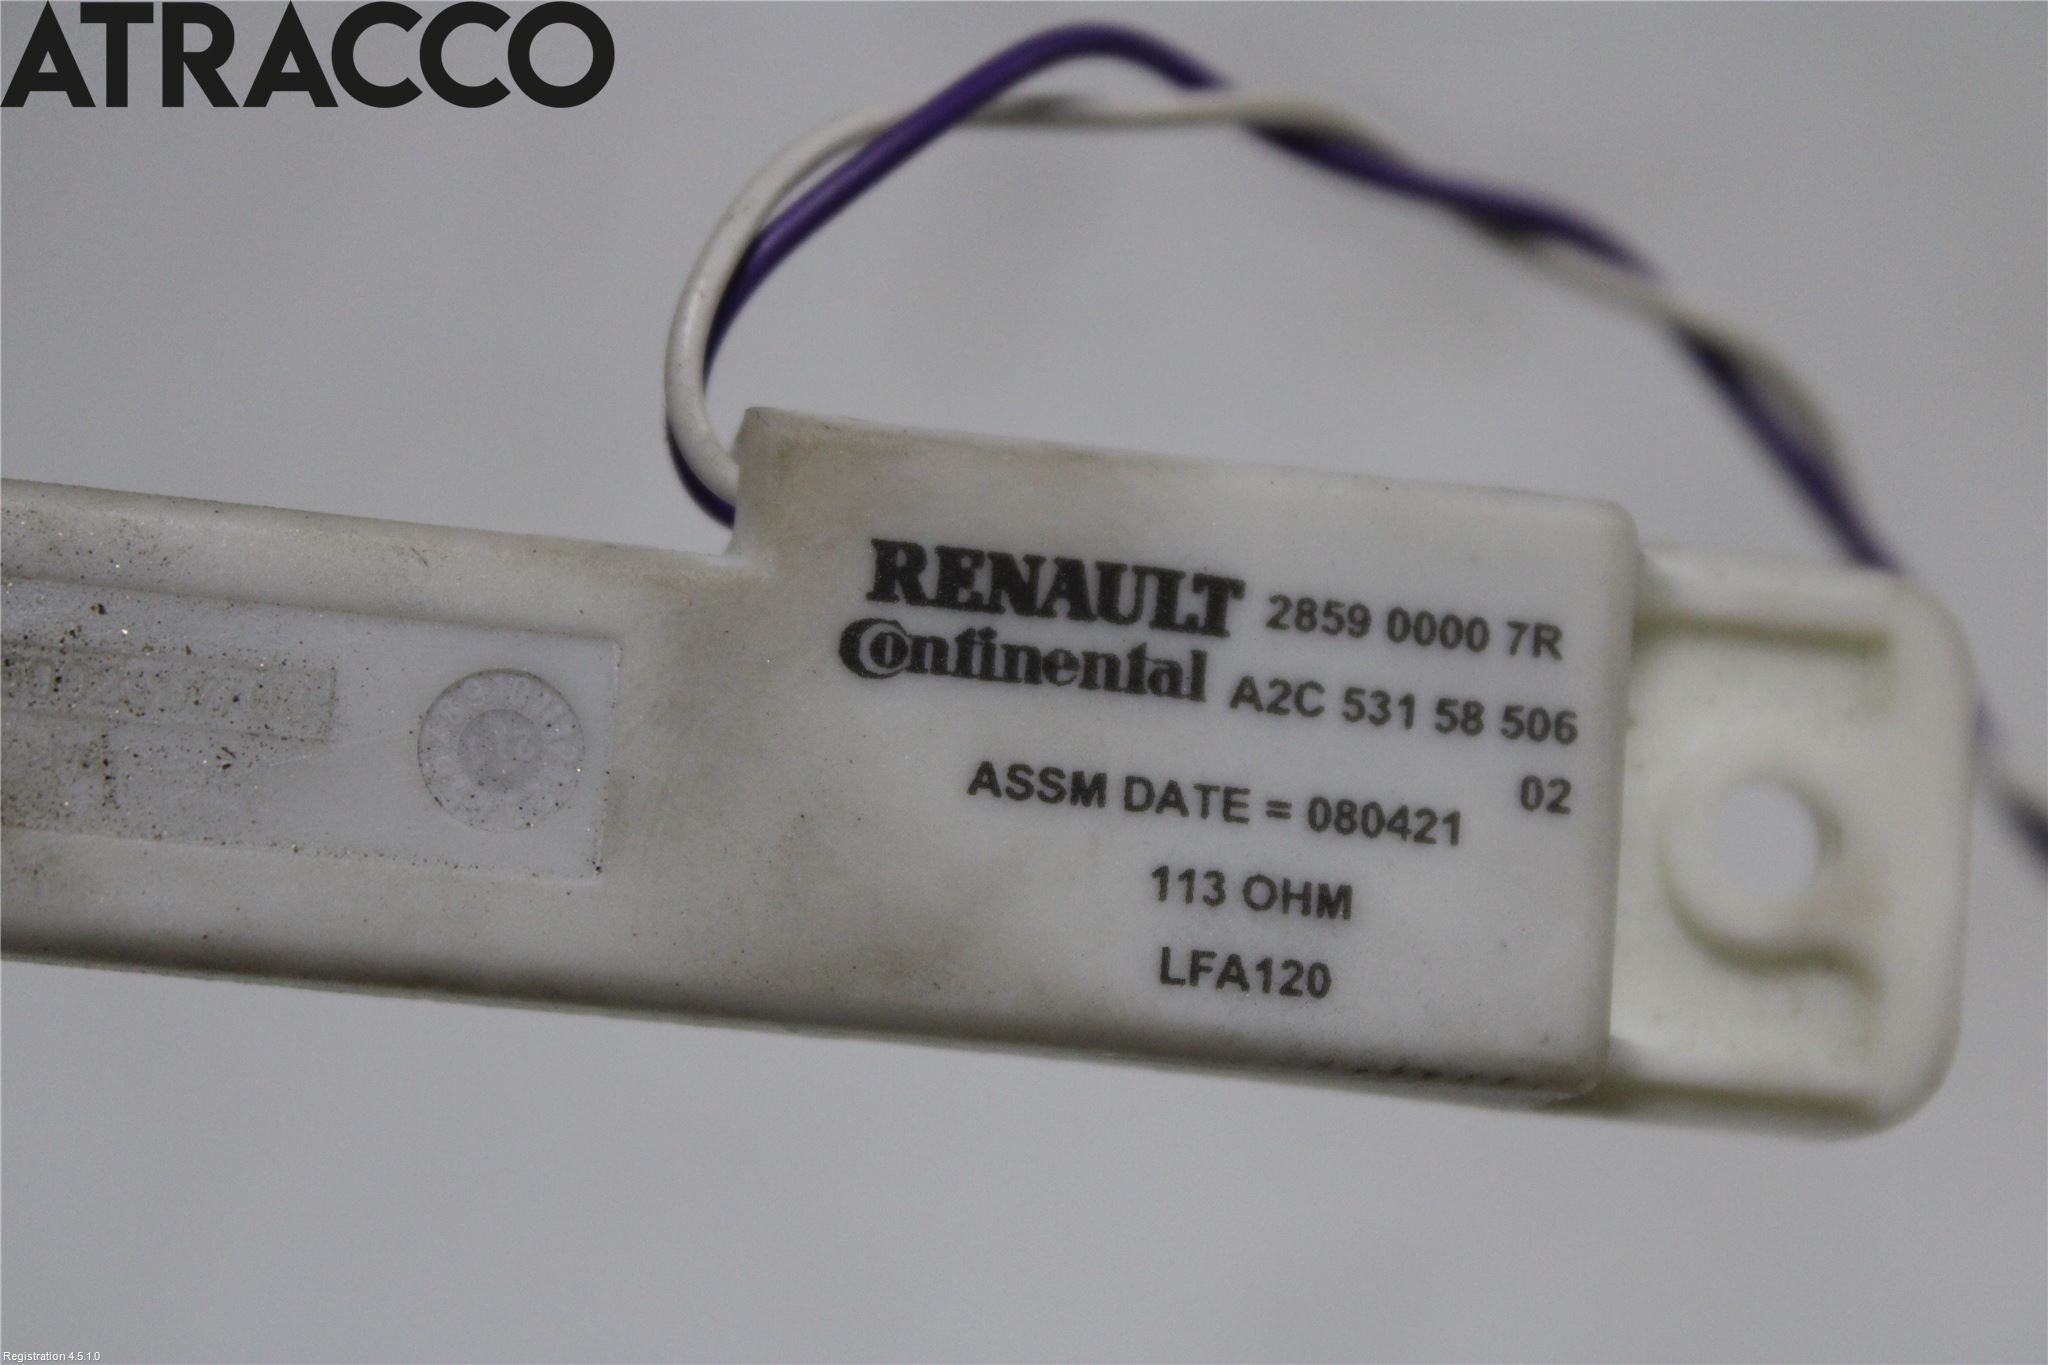 ATRACCO
RENAULT 2859 0000 7R
Continental A2C 531 58 506
02
ASSM DATE = 080421
113 OHM
LFA120
Registration 4.5.1.0